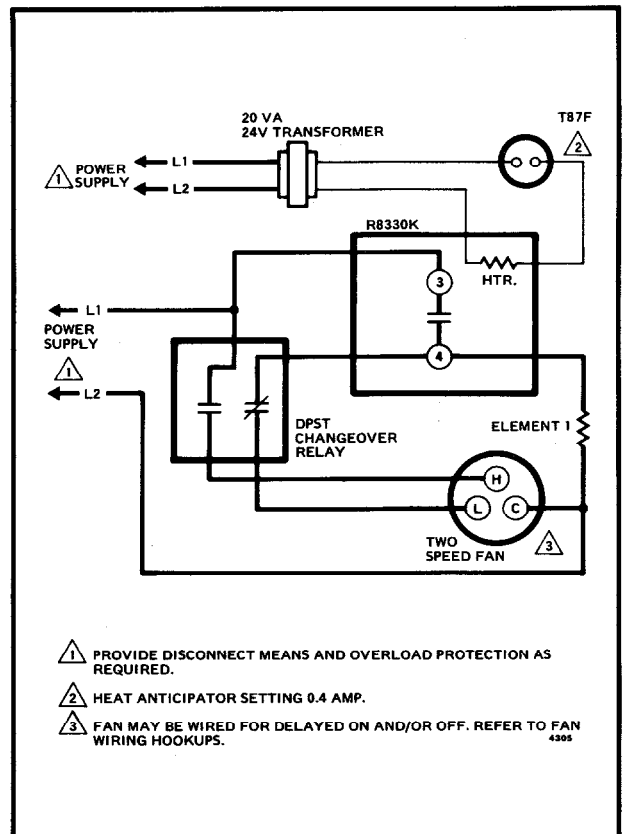 20 VA
24V TRANSFORMER
T87F
2
L1
1 POWER
SUPPLY
L2
R8330K
HTR.
3
L1
POWER
SUPPLY
1
4
L2
DPST
CHANGEOVER
RELAY
ELEMENT 1
H
L
C
TWO
SPEED FAN
3
1 PROVIDE DISCONNECT MEANS AND OVERLOAD PROTECTION AS
REQUIRED.
2 HEAT ANTICIPATOR SETTING 0.4 AMP.
3 FAN MAY BE WIRED FOR DELAYED ON AND/OR OFF. REFER TO FAN
WIRING HOOKUPS.
4305